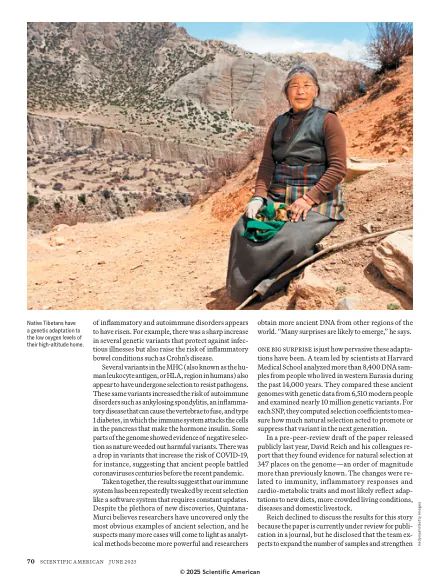 Native Tibetans have
a genetic adaptation to
the low oxygen levels of
their high-altitude home.
of inflammatory and autoimmune disorders appears
to have risen. For example, there was a sharp increase
in several genetic variants that protect against infec-
tious illnesses but also raise the risk of inflammatory
bowel conditions such as Crohn's disease.
Several variants in the MHC (also known as the hu-
man leukocyte antigen, or HLA, region in humans) also
appear to have undergone selection to resist pathogens.
These same variants increased the risk of autoimmune
disorders such as ankylosing spondylitis, an inflamma-
tory disease that can cause the vertebrae to fuse, and type
1 diabetes, in which the immune system attacks the cells
in the pancreas that make the hormone insulin. Some
parts of the genome showed evidence of negative selec-
tion as nature weeded out harmful variants. There was
a drop in variants that increase the risk of COVID-19,
for instance, suggesting that ancient people battled
coronaviruses centuries before the recent pandemic.
Taken together, the results suggest that our immune
system has been repeatedly tweaked by recent selection
like a software system that requires constant updates.
Despite the plethora of new discoveries, Quintana-
Murci believes researchers have uncovered only the
most obvious examples of ancient selection, and he
suspects many more cases will come to light as analyt-
ical methods become more powerful and researchers
obtain more ancient DNA from other regions of the
world. "Many surprises are likely to emerge," he says.
ONE BIG SURPRISE is just how pervasive these adapta-
tions have been. A team led by scientists at Harvard
Medical School analyzed more than 8,400 DNA sam-
ples from people who lived in western Eurasia during
the past 14,000 years. They compared these ancient
genomes with genetic data from 6,510 modern people
and examined nearly 10 million genetic variants. For
each SNP, they computed selection coefficients to mea-
sure how much natural selection acted to promote or
suppress that variant in the next generation.
In a pre-peer-review draft of the paper released
publicly last year, David Reich and his colleagues re-
port that they found evidence for natural selection at
347 places on the genome—an order of magnitude
more than previously known. The changes were re-
lated to immunity, inflammatory responses and
cardio-metabolic traits and most likely reflect adap-
tations to new diets, more crowded living conditions,
diseases and domestic livestock.
Reich declined to discuss the results for this story
because the paper is currently under review for publi-
cation in a journal, but he disclosed that the team ex-
pects to expand the number of samples and strengthen
70 SCIENTIFIC AMERICAN JUNE 2025
© 2025 Scientific American